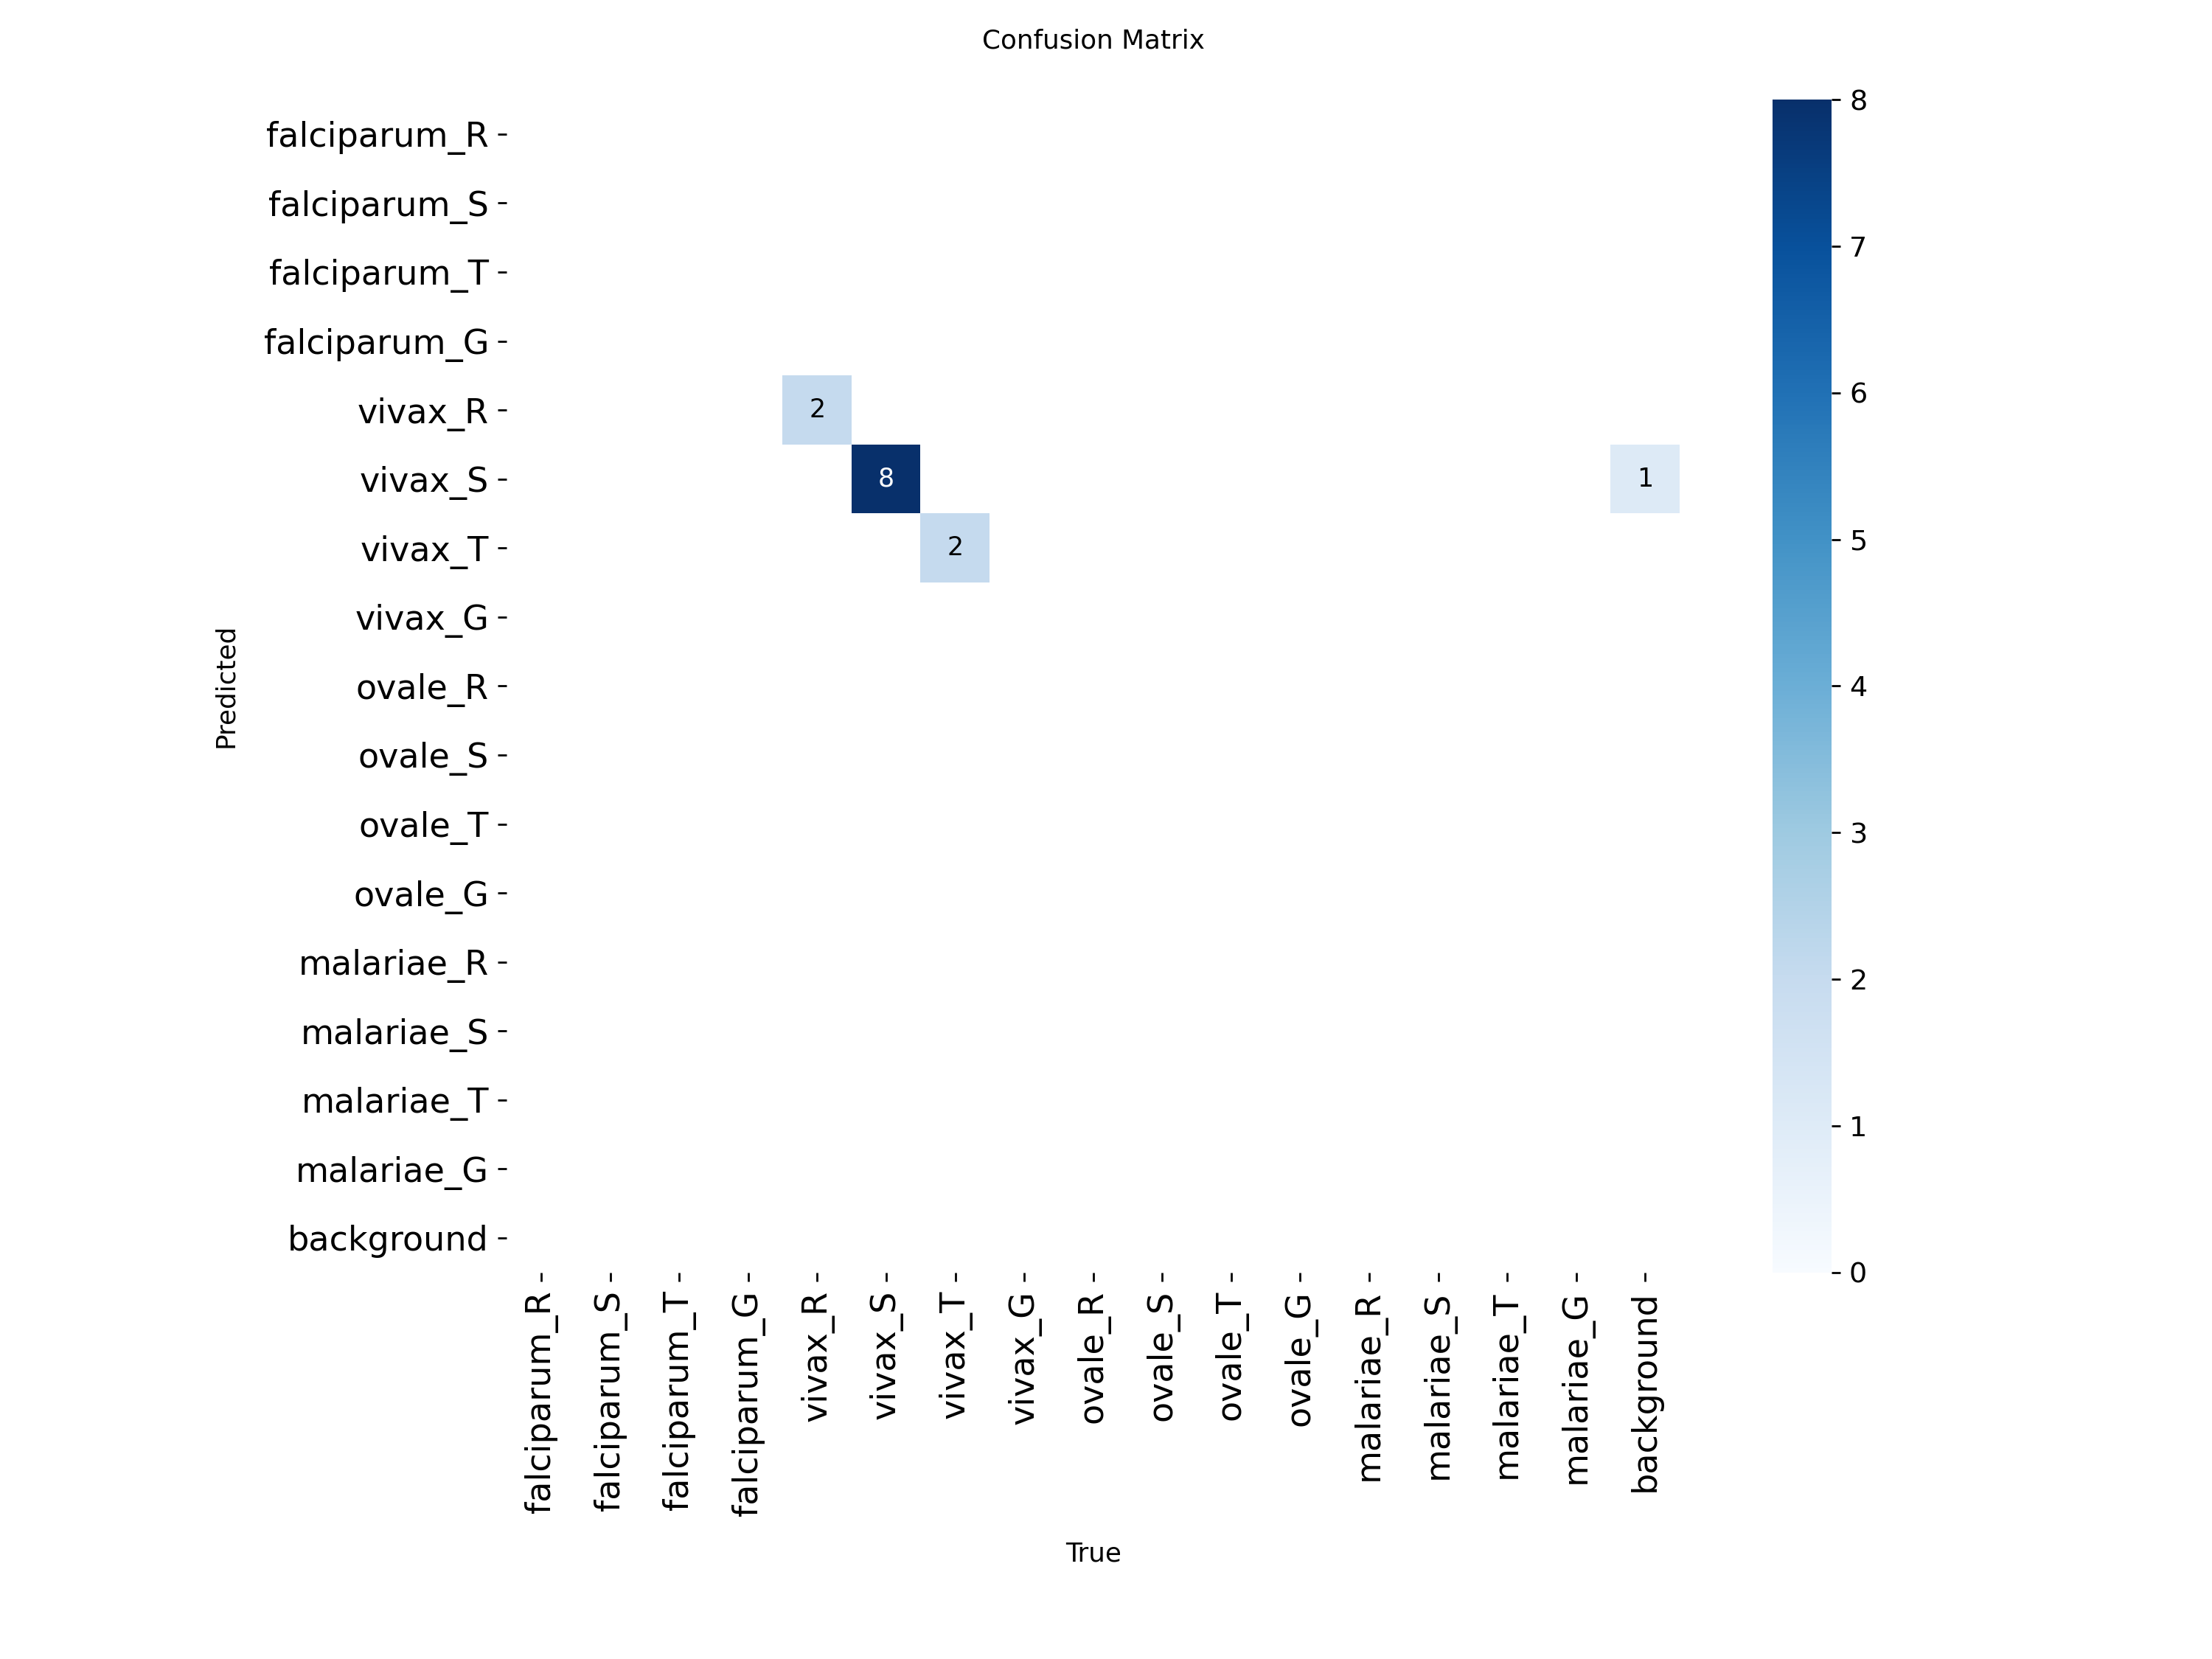 Confusion Matrix
falciparum_R
falciparum_S
falciparum_T
falciparum_G
vivax_R
vivax_S
vivax_T
vivax_G
ovale_R
ovale_S
ovale_T
ovale_G
malariae_R
malariae_S
malariae_T
malariae_G
background
Predicted
2
8
1
2
falciparum_R
falciparum_S
falciparum_T
falciparum_G
vivax_R
vivax_S
vivax_T
vivax_G
ovale_R
ovale_S
ovale_T
ovale_G
malariae_R
malariae_S
malariae_T
malariae_G
background
True
8
7
6
5
4
3
2
1
0